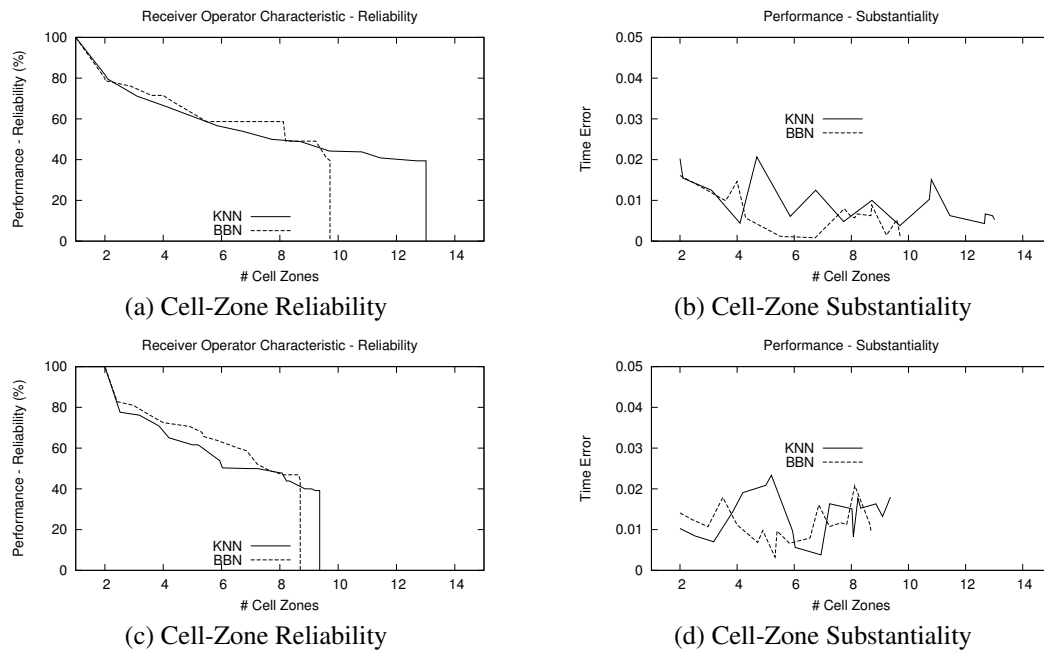 Receiver Operator Characteristic - Reliability
Performance - Reliability (%)
100
80
60
40
20
0
KNN
BBN
2 4 6 8 10 12 14
# Cell Zones
(a) Cell-Zone Reliability
Performance - Substantiality
Time Error
0.05
0.04
0.03
0.02
0.01
0
KNN
BBN
2 4 6 8 10 12 14
# Cell Zones
(b) Cell-Zone Substantiality
Receiver Operator Characteristic - Reliability
Performance - Reliability (%)
100
80
60
40
20
0
KNN
BBN
2 4 6 8 10 12 14
# Cell Zones
(c) Cell-Zone Reliability
Performance - Substantiality
Time Error
0.05
0.04
0.03
0.02
0.01
0
KNN
BBN
2 4 6 8 10 12 14
# Cell Zones
(d) Cell-Zone Substantiality